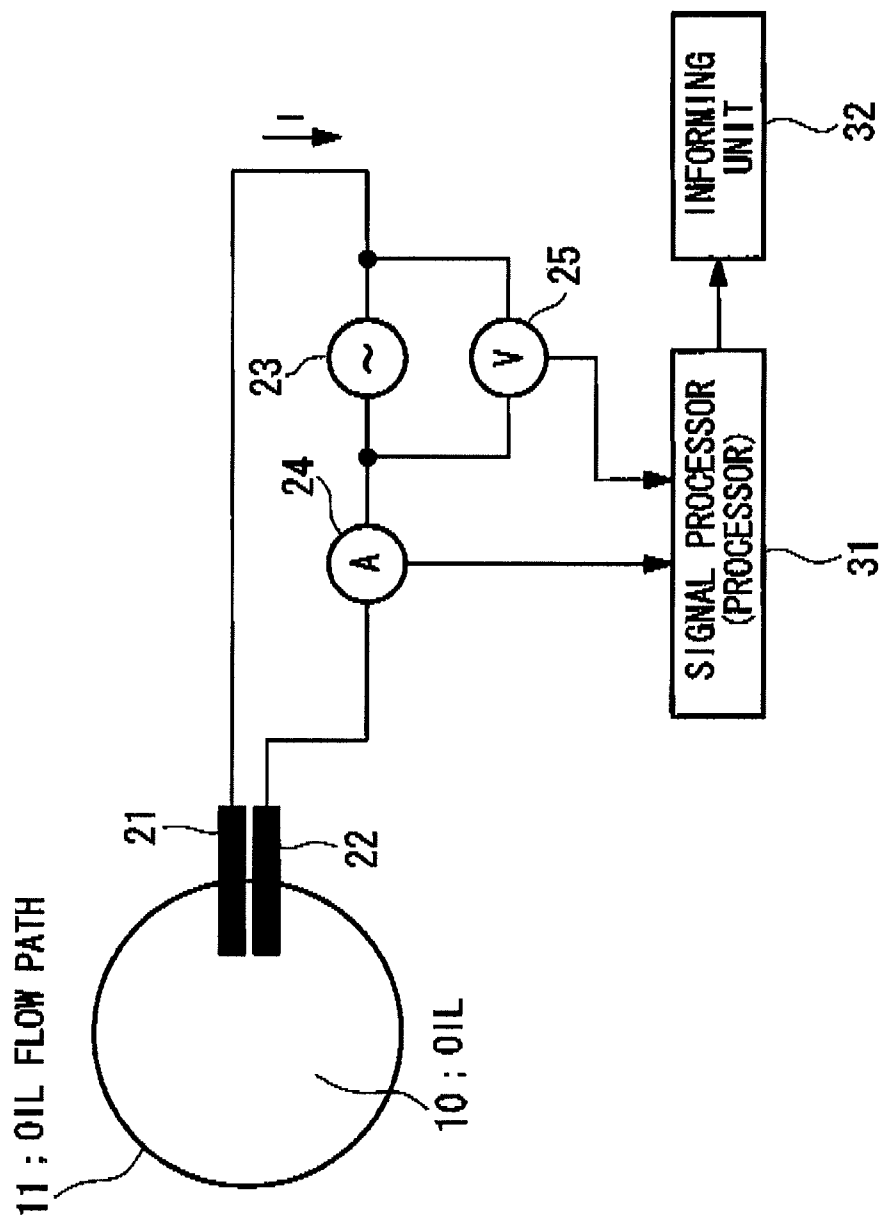 11 ; OIL FLOW PATH
10 ; OIL
21
22
I
23
~
24
A
25
V
SIGNAL PROCESSOR
(PROCESSOR)
31
INFORMING
UNIT
32